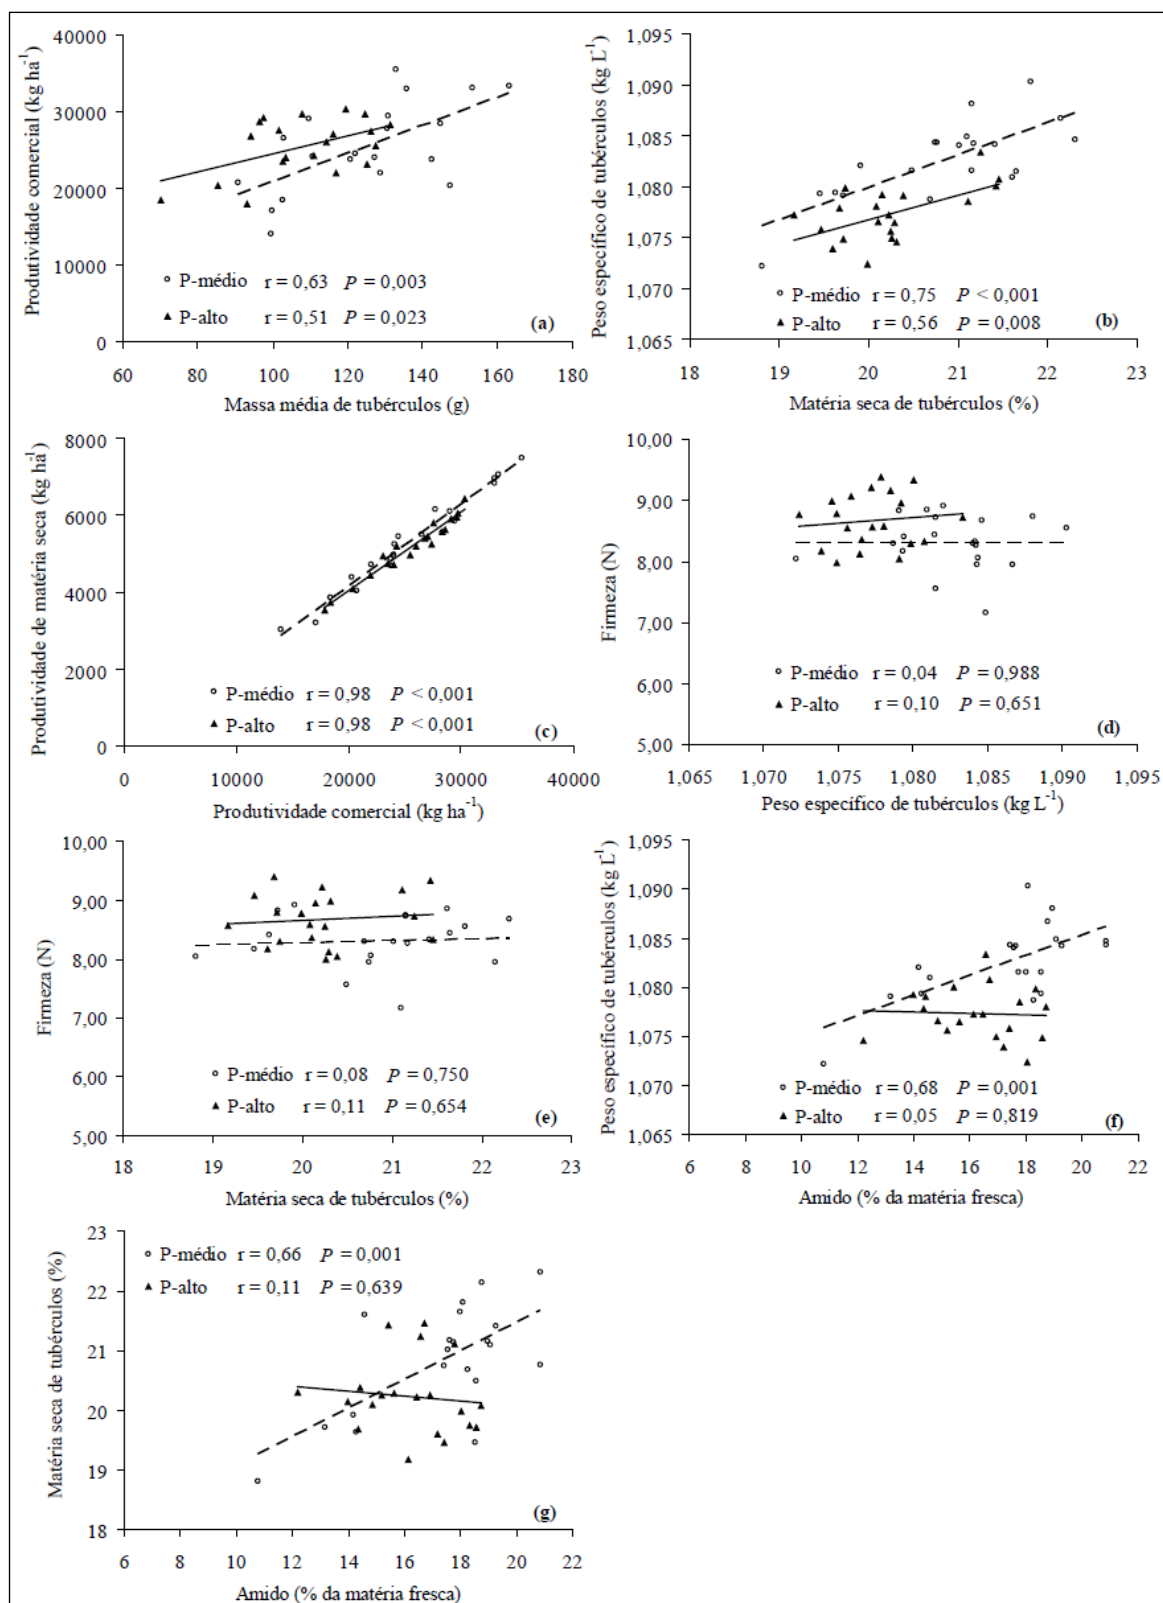 40000
30000
20000
10000
0
Produtividade comercial (kg ha⁻¹)
P-médio r = 0,63 P = 0,003
P-alto r = 0,51 P = 0,023
(a)
60 80 100 120 140 160 180
Massa média de tubérculos (g)
1,095
1,090
1,085
1,080
1,075
1,070
1,065
Peso específico de tubérculos (kg L⁻¹)
P-médio r = 0,75 P < 0,001
P-alto r = 0,56 P = 0,008
(b)
18 19 20 21 22 23
Matéria seca de tubérculos (%)
8000
6000
4000
2000
0
Produtividade de matéria seca (kg ha⁻¹)
P-médio r = 0,98 P < 0,001
P-alto r = 0,98 P < 0,001
(c)
0 10000 20000 30000 40000
Produtividade comercial (kg ha⁻¹)
10,00
9,00
8,00
7,00
6,00
5,00
Firmeza (N)
P-médio r = 0,04 P = 0,988
P-alto r = 0,10 P = 0,651
(d)
1,065 1,070 1,075 1,080 1,085 1,090 1,095
Peso específico de tubérculos (kg L⁻¹)
10,00
9,00
8,00
7,00
6,00
5,00
Firmeza (N)
P-médio r = 0,08 P = 0,750
P-alto r = 0,11 P = 0,654
(e)
18 19 20 21 22 23
Matéria seca de tubérculos (%)
1,095
1,090
1,085
1,080
1,075
1,070
1,065
Peso específico de tubérculos (kg L⁻¹)
P-médio r = 0,68 P = 0,001
P-alto r = 0,05 P = 0,819
(f)
6 8 10 12 14 16 18 20 22
Amido (% da matéria fresca)
23
22
21
20
19
18
Matéria seca de tubérculos (%)
P-médio r = 0,66 P = 0,001
P-alto r = 0,11 P = 0,639
(g)
6 8 10 12 14 16 18 20 22
Amido (% da matéria fresca)